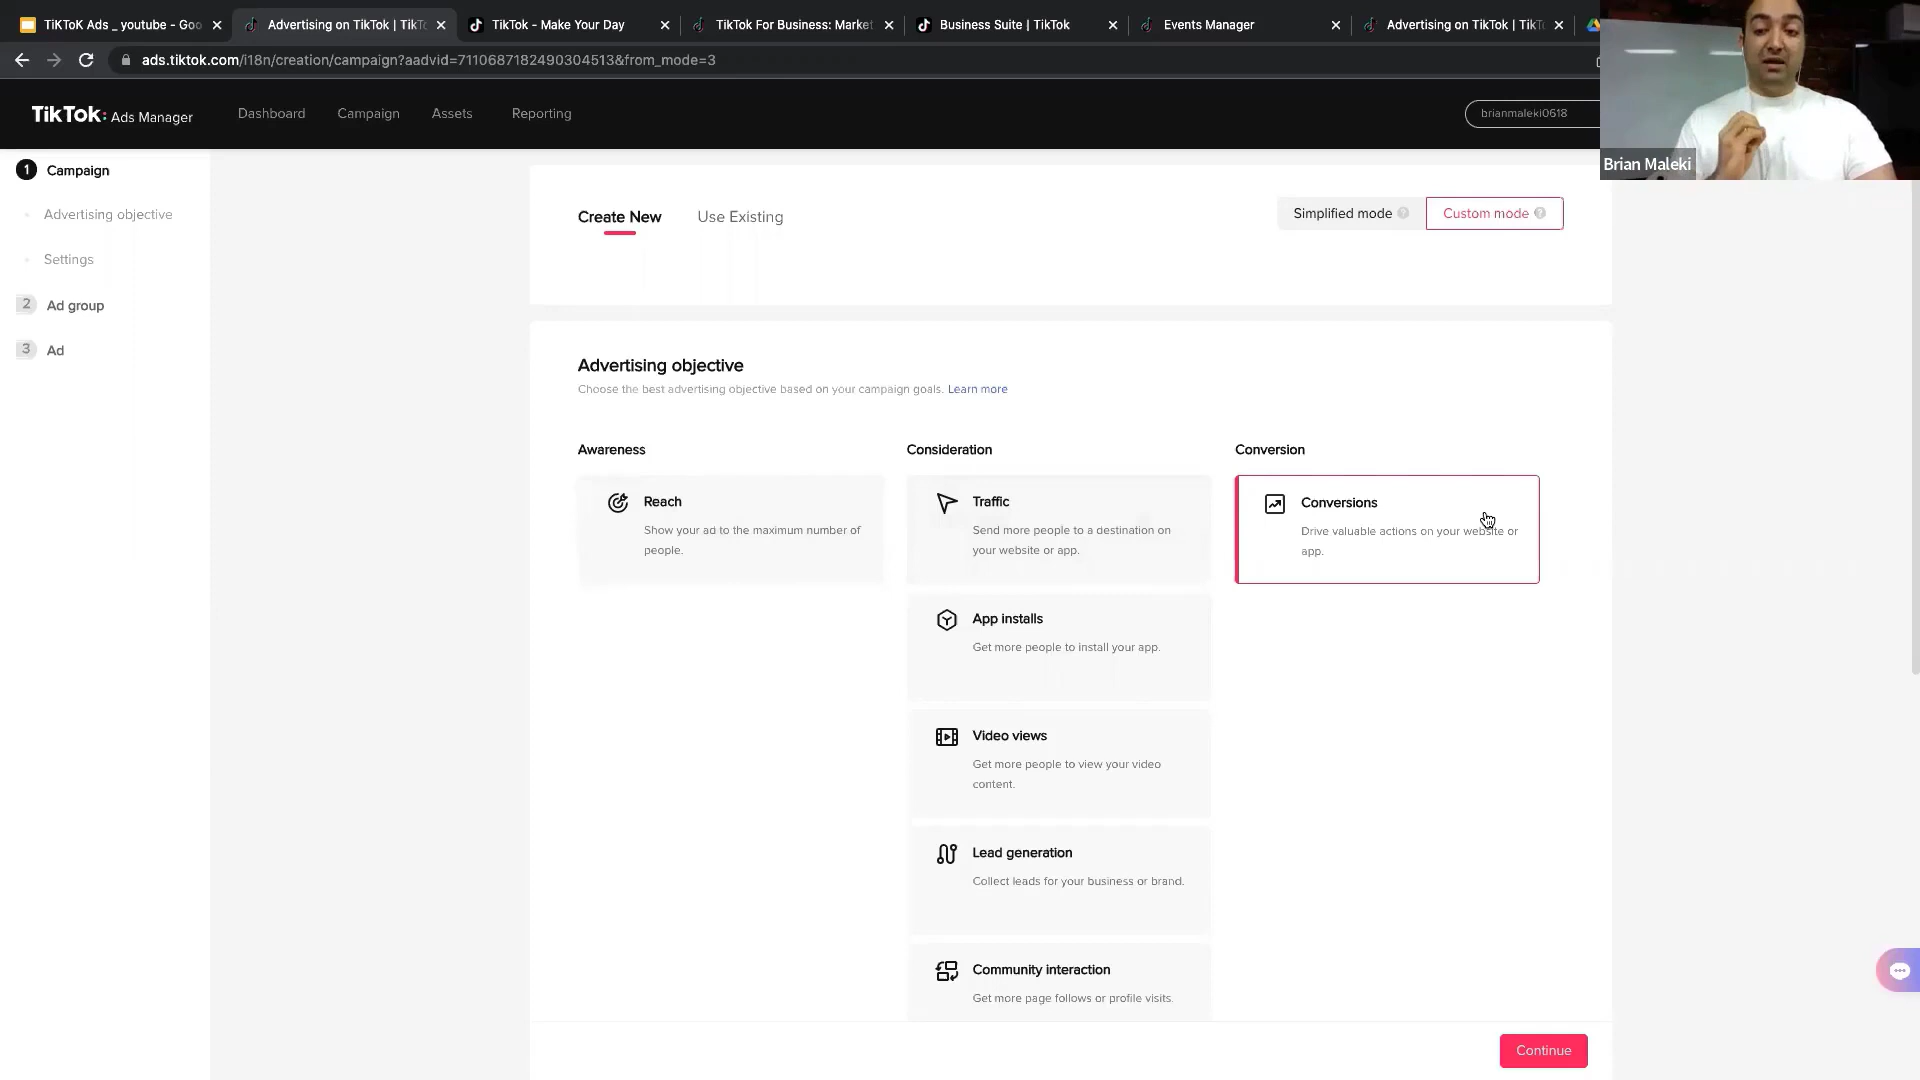 TiKToK Ads _ youtube - Goo
Advertising on TikTok | TikTo
TikTok - Make Your Day
TikTok For Business: Market
Business Suite | TikTok
Events Manager
Advertising on TikTok | TikTo
ads.tiktok.com/i18n/creation/campaign?aadvid=7110687182490304513&from_mode=3
TikTok: Ads Manager
Dashboard
Campaign
Assets
Reporting
brianmaleki0618
Brian Maleki
1 Campaign
Advertising objective
Settings
2 Ad group
3 Ad
Create New
Use Existing
Simplified mode ?
Custom mode ?
Advertising objective
Choose the best advertising objective based on your campaign goals. Learn more
Awareness
Reach
Show your ad to the maximum number of
people.
Consideration
Traffic
Send more people to a destination on
your website or app.
App installs
Get more people to install your app.
Video views
Get more people to view your video
content.
Lead generation
Collect leads for your business or brand.
Community interaction
Get more page follows or profile visits.
Conversion
Conversions
Drive valuable actions on your website or
app.
Continue